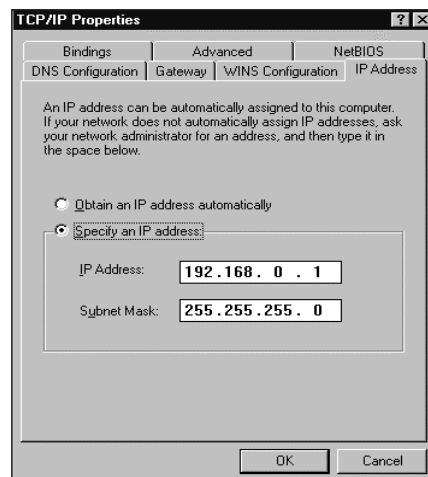 TCP/IP Properties
Bindings Advanced NetBIOS
DNS Configuration Gateway WINS Configuration IP Address
An IP address can be automatically assigned to this computer.
If your network does not automatically assign IP addresses, ask
your network administrator for an address, and then type it in
the space below.
Obtain an IP address automatically
Specify an IP address:
IP Address: 192.168. 0 . 1
Subnet Mask: 255.255.255. 0
OK Cancel